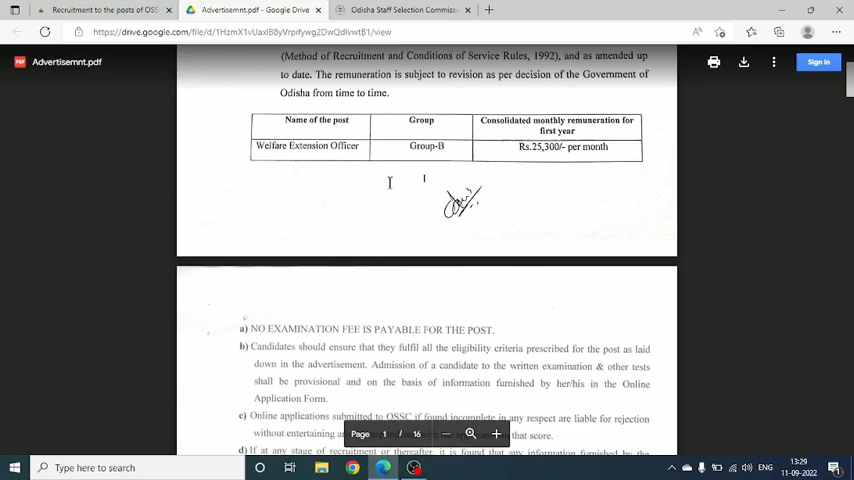 Recruitment to the posts of OSS
Advertisemnt.pdf - Google Drive
Odisha Staff Selection Commiss
https://drive.google.com/file/d/1HzmX1vUaxlB8yVrpifywg2DwQdlvwtB1/view
Advertisemnt.pdf
Sign in
(Method of Recruitment and Conditions of Service Rules, 1992), and as amended up
to date. The remuneration is subject to revision as per decision of the Government of
Odisha from time to time.
Name of the post Group Consolidated monthly remuneration for
first year
Welfare Extension Officer Group-B Rs.25,300/- per month
1
a) NO EXAMINATION FEE IS PAYABLE FOR THE POST.
b) Candidates should ensure that they fulfil all the eligibility criteria prescribed for the post as laid
down in the advertisement. Admission of a candidate to the written examination & other tests
shall be provisional and on the basis of information furnished by her/his in the Online
Application Form.
c) Online applications submitted to OSSC if found incomplete in any respect are liable for rejection
without entertaining that score.
Page 1 / 16
d) If at any stage of recruitment or thereafter, it is found that any information furnished by the
Type here to search
ENG
13:29
11-09-2022